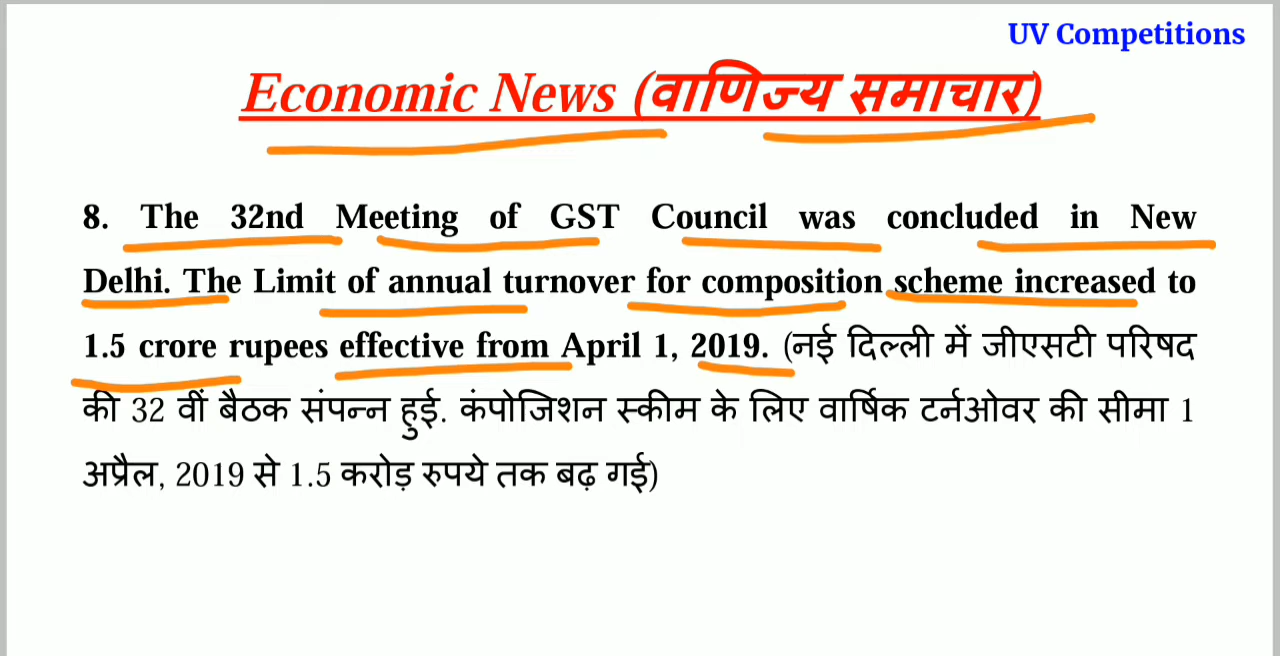 UV Competitions
Economic News (वाणिज्य समाचार)
8. The 32nd Meeting of GST Council was concluded in New
Delhi. The Limit of annual turnover for composition scheme increased to
1.5 crore rupees effective from April 1, 2019. (नई दिल्ली में जीएसटी परिषद
की 32 वीं बैठक संपन्न हुई. कंपोजिशन स्कीम के लिए वार्षिक टर्नओवर की सीमा 1
अप्रैल, 2019 से 1.5 करोड़ रुपये तक बढ़ गई)